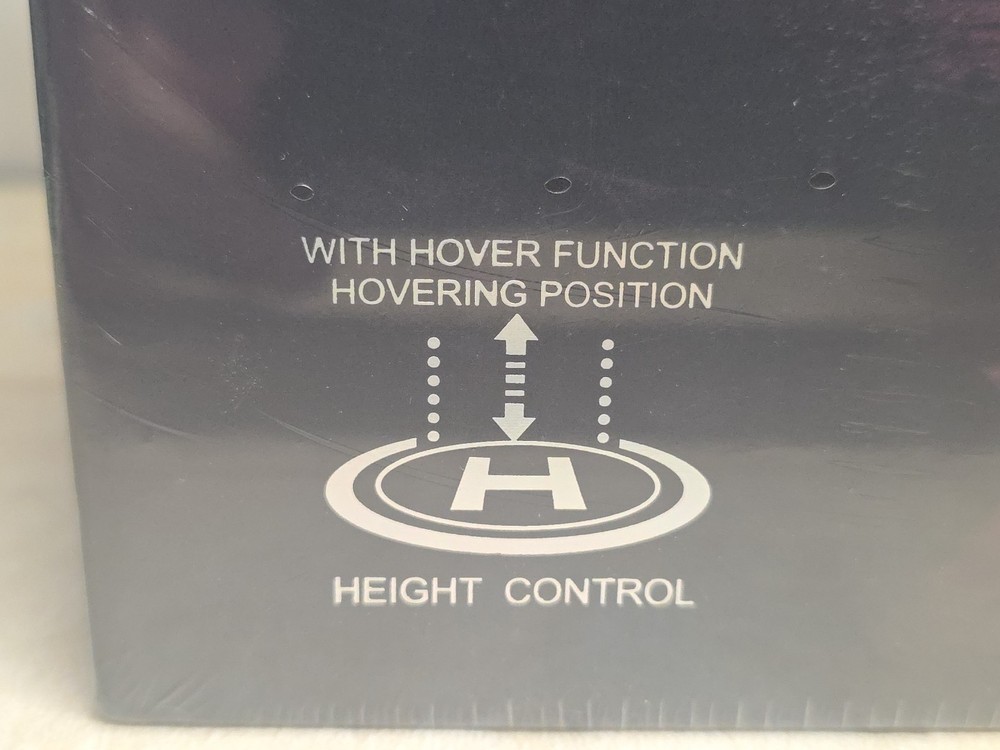 WITH HOVER FUNCTION
HOVERING POSITION
H
HEIGHT CONTROL